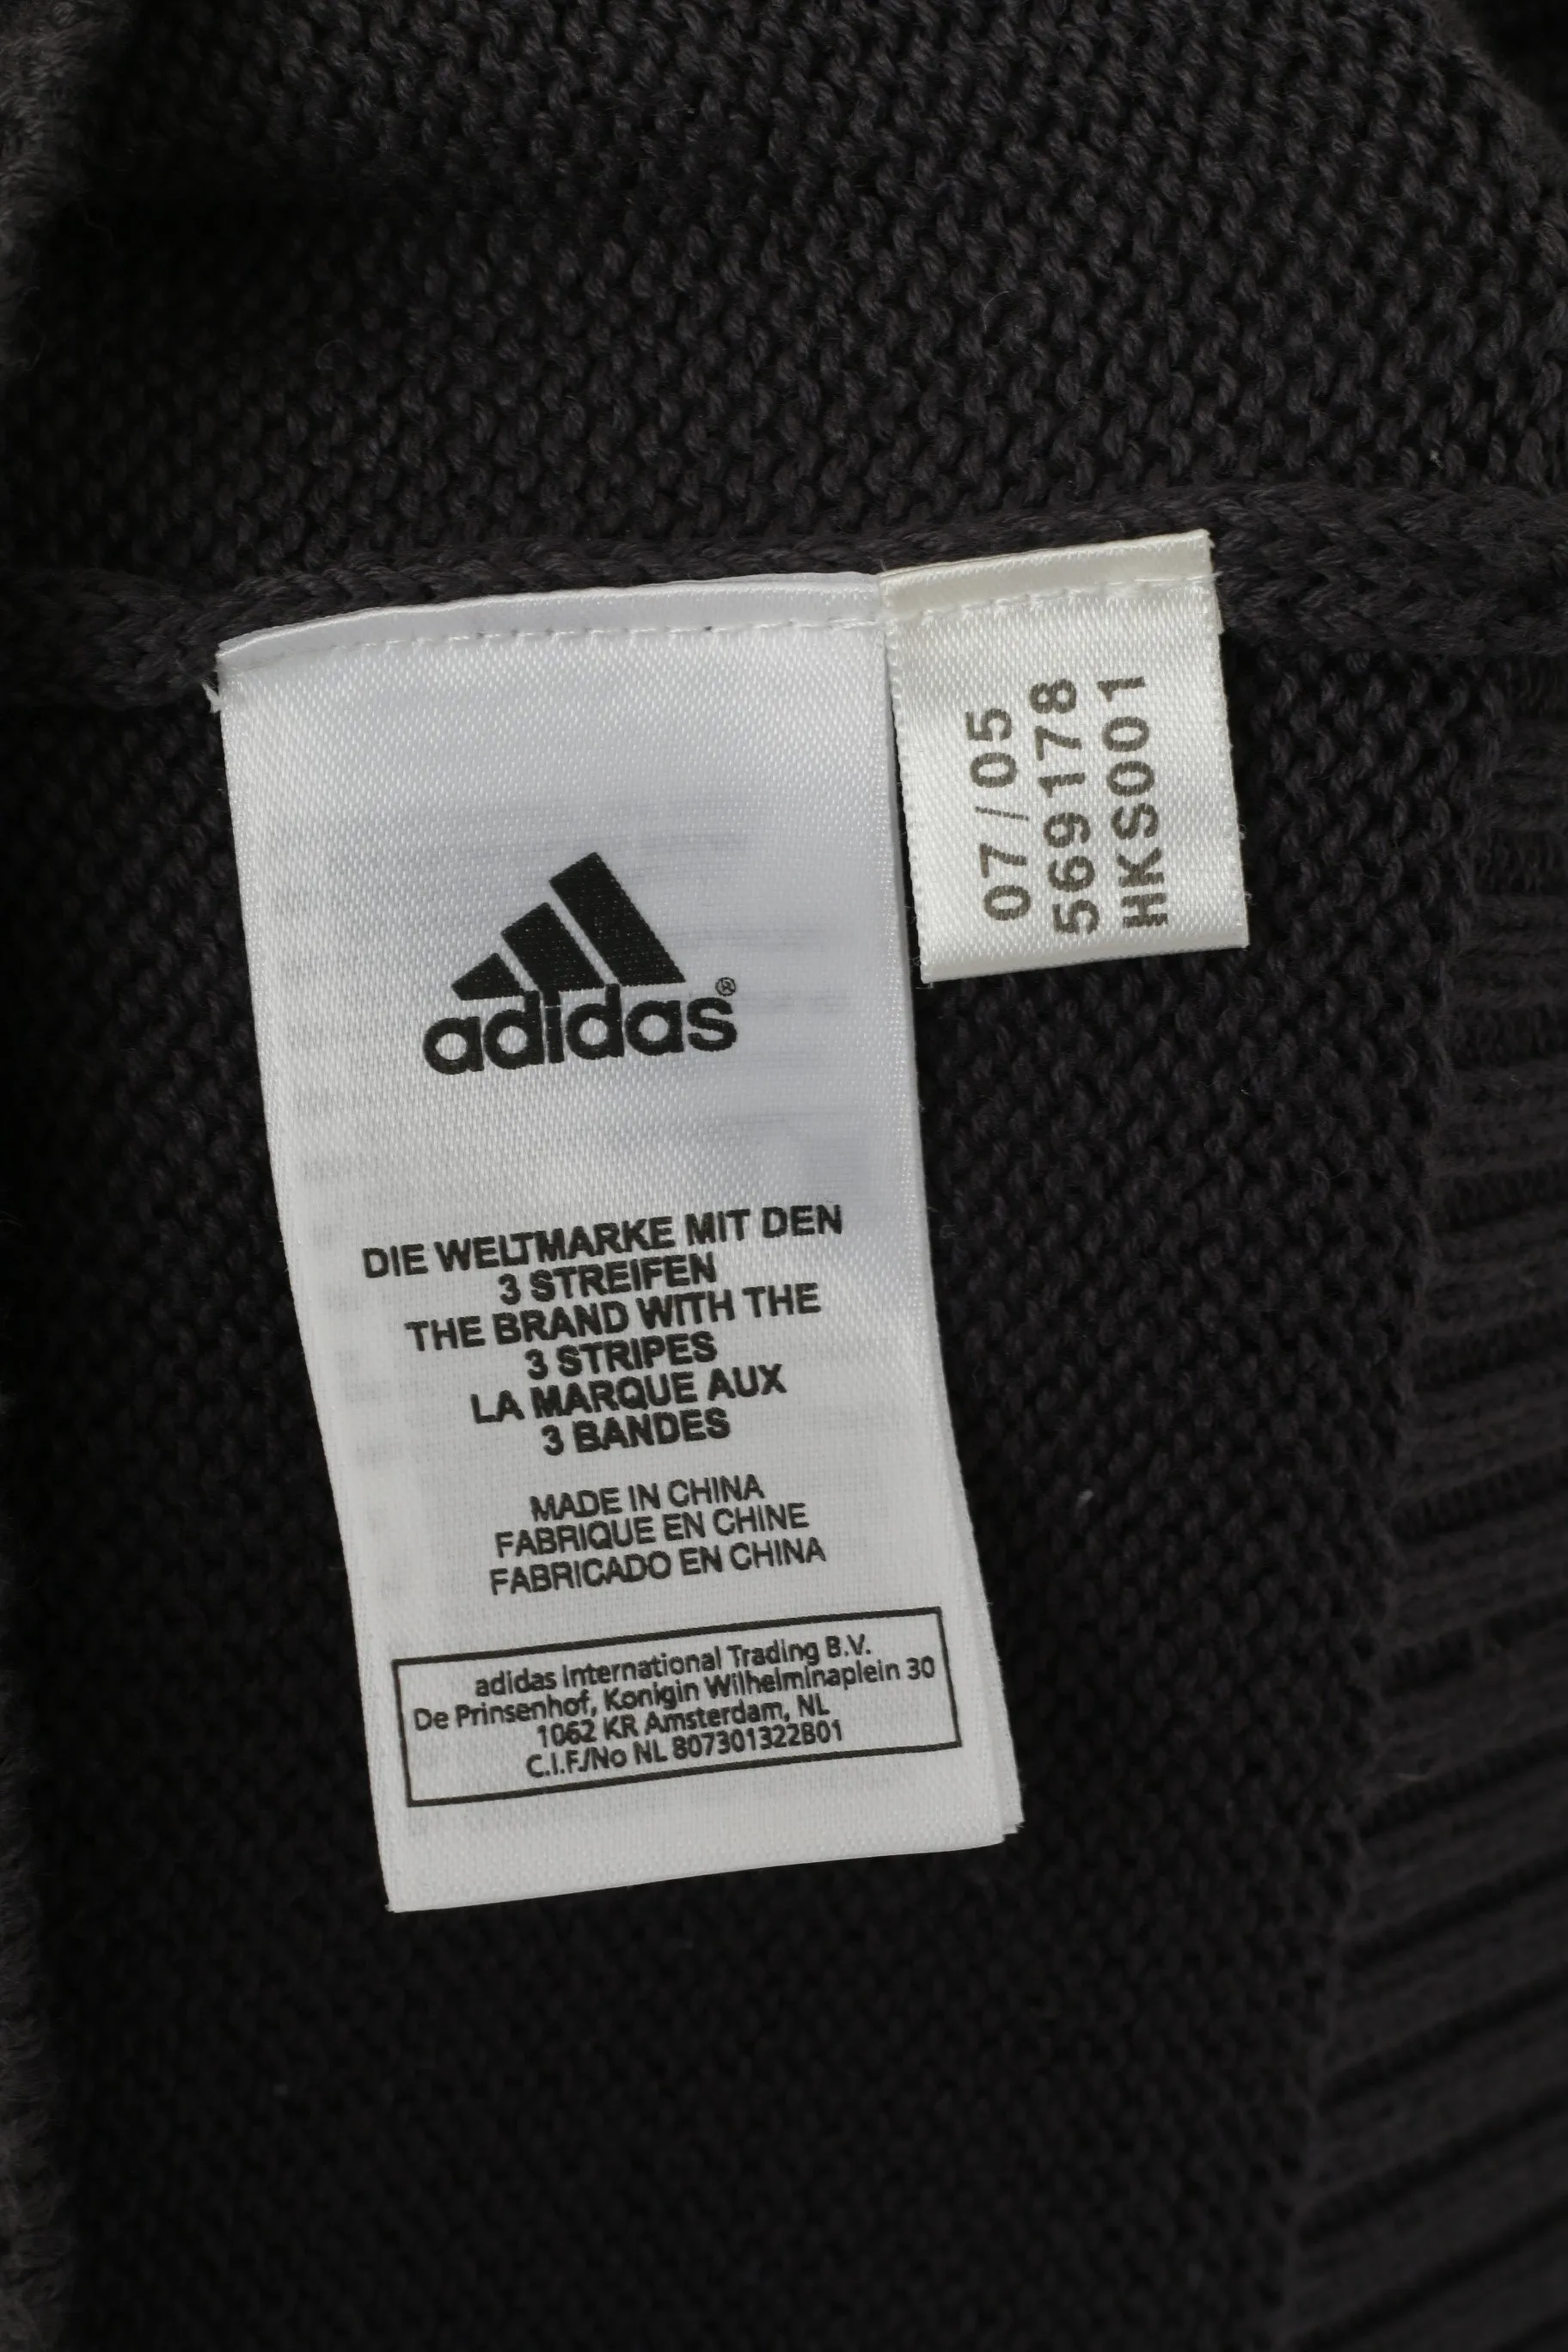 adidas®
DIE WELTMARKE MIT DEN
3 STREIFEN
THE BRAND WITH THE
3 STRIPES
LA MARQUE AUX
3 BANDES
MADE IN CHINA
FABRIQUE EN CHINE
FABRICADO EN CHINA
adidas International Trading B.V.
De Prinsenhof, Konigin Wilhelminaplein 30
1062 KR Amsterdam, NL
C.I.F./No NL 807301322B01
07/05
569178
HKS001